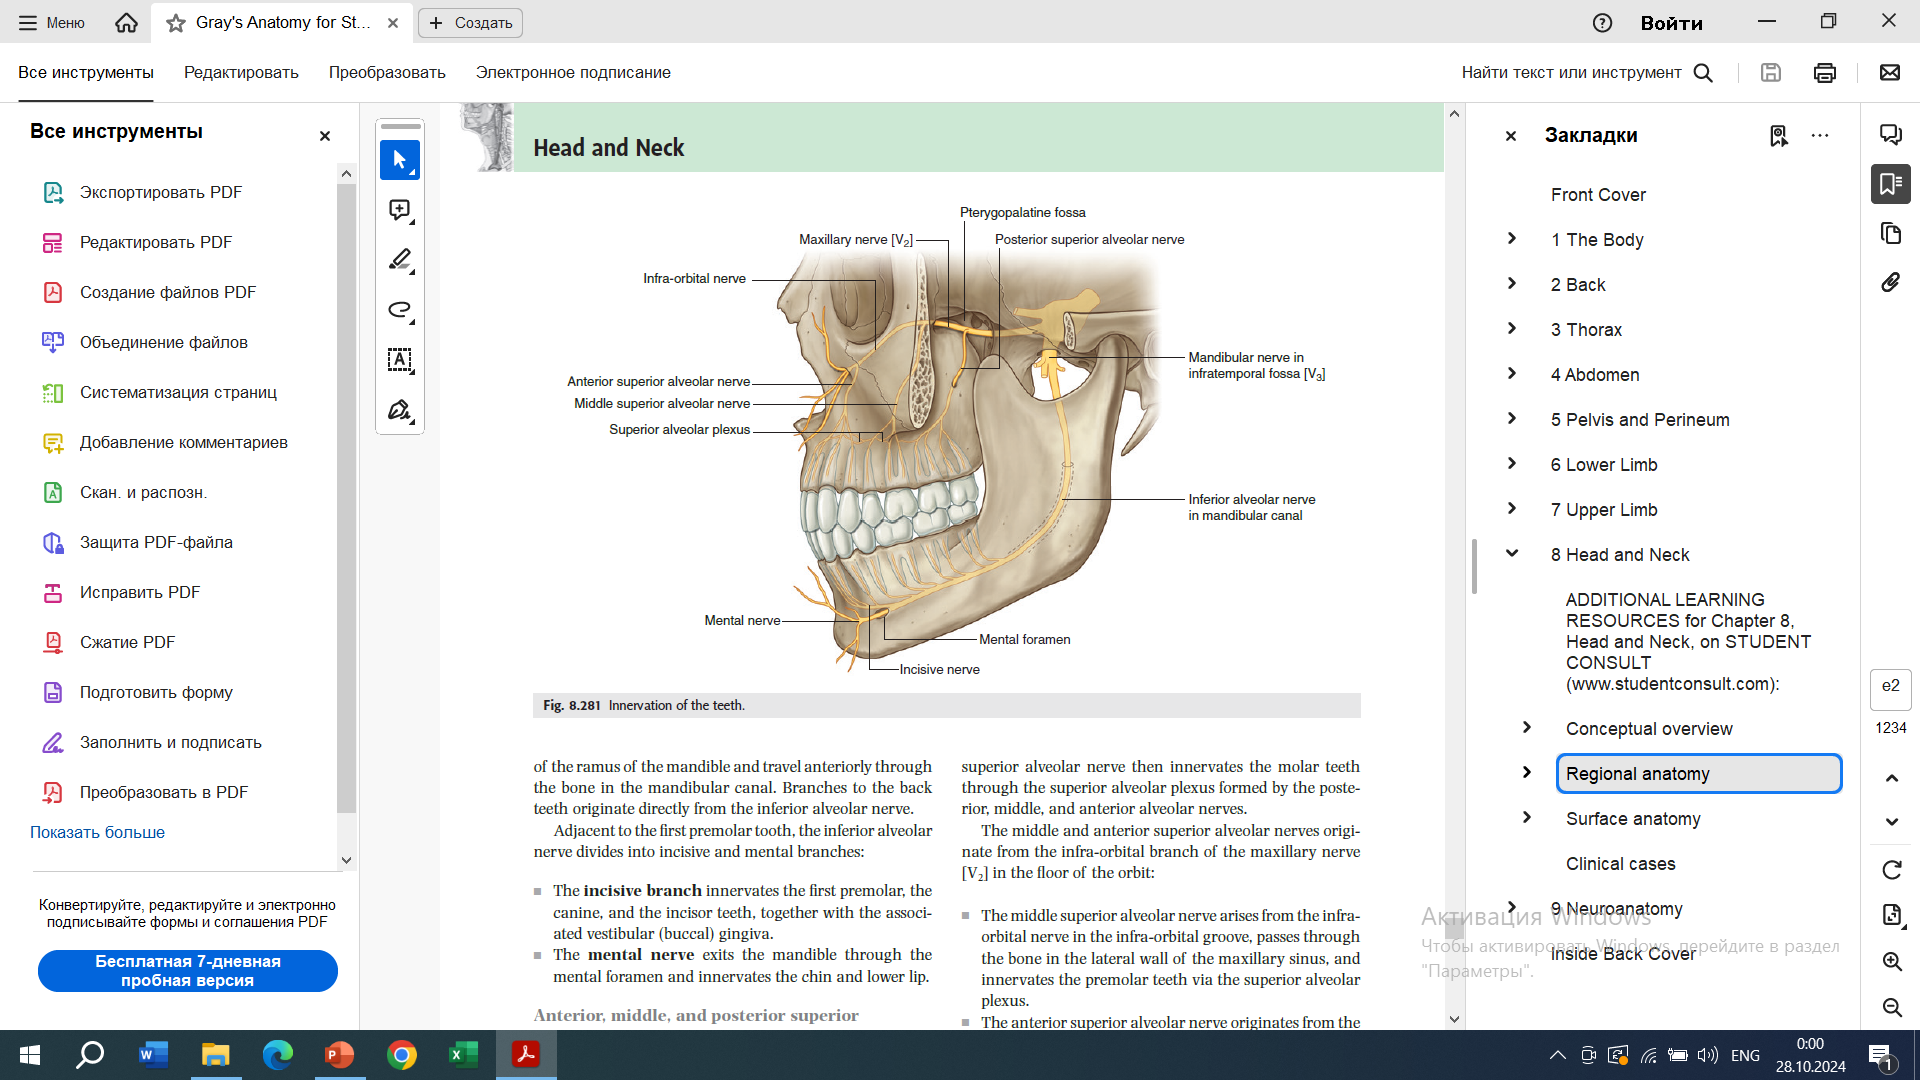 Меню
Gray's Anatomy for St...
Создать
Войти
Все инструменты
Редактировать
Преобразовать
Электронное подписание
Найти текст или инструмент
Все инструменты
Экспортировать PDF
Редактировать PDF
Создание файлов PDF
Объединение файлов
Систематизация страниц
Добавление комментариев
Скан. и распозн.
Защита PDF-файла
Исправить PDF
Сжатие PDF
Подготовить форму
Заполнить и подписать
Преобразовать в PDF
Показать больше
Конвертируйте, редактируйте и электронно
подписывайте формы и соглашения PDF
Бесплатная 7-дневная
пробная версия
Head and Neck
Pterygopalatine fossa
Maxillary nerve [V2]
Posterior superior alveolar nerve
Infra-orbital nerve
Mandibular nerve in
infratemporal fossa [V3]
Anterior superior alveolar nerve
Middle superior alveolar nerve
Superior alveolar plexus
Inferior alveolar nerve
in mandibular canal
Mental nerve
Mental foramen
Incisive nerve
Fig. 8.281 Innervation of the teeth.
of the ramus of the mandible and travel anteriorly through
the bone in the mandibular canal. Branches to the back
teeth originate directly from the inferior alveolar nerve.
Adjacent to the first premolar tooth, the inferior alveolar
nerve divides into incisive and mental branches:
The incisive branch innervates the first premolar, the
canine, and the incisor teeth, together with the associ-
ated vestibular (buccal) gingiva.
The mental nerve exits the mandible through the
mental foramen and innervates the chin and lower lip.
Anterior, middle, and posterior superior
superior alveolar nerve then innervates the molar teeth
through the superior alveolar plexus formed by the poste-
rior, middle, and anterior alveolar nerves.
The middle and anterior superior alveolar nerves origi-
nate from the infra-orbital branch of the maxillary nerve
[V2] in the floor of the orbit:
The middle superior alveolar nerve arises from the infra-
orbital nerve in the infra-orbital groove, passes through
the bone in the lateral wall of the maxillary sinus, and
innervates the premolar teeth via the superior alveolar
plexus.
The anterior superior alveolar nerve originates from the
Закладки
Front Cover
1 The Body
2 Back
3 Thorax
4 Abdomen
5 Pelvis and Perineum
6 Lower Limb
7 Upper Limb
8 Head and Neck
ADDITIONAL LEARNING
RESOURCES for Chapter 8,
Head and Neck, on STUDENT
CONSULT
(www.studentconsult.com):
Conceptual overview
Regional anatomy
Surface anatomy
Clinical cases
9 Neuroanatomy
Inside Back Cover
Активация Windows
Чтобы активировать Windows, перейдите в раздел
"Параметры".
e2
1234
ENG
0:00
28.10.2024
1